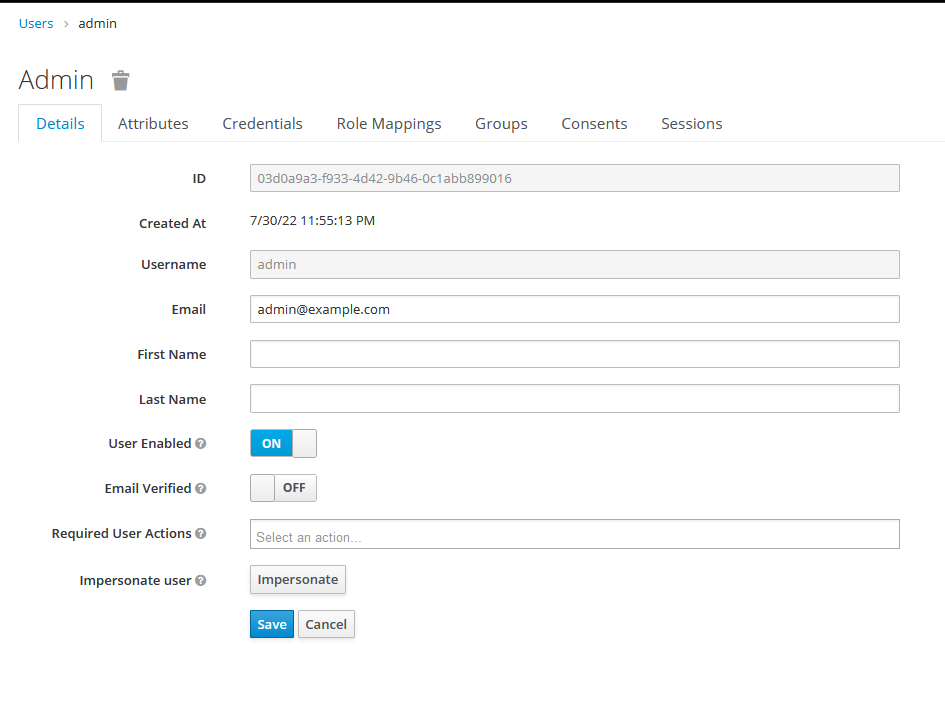 Users > admin
Admin
Details Attributes Credentials Role Mappings Groups Consents Sessions
ID 03d0a9a3-f933-4d42-9b46-0c1abb899016
Created At 7/30/22 11:55:13 PM
Username admin
Email admin@example.com
First Name
Last Name
User Enabled ? ON
Email Verified ? OFF
Required User Actions ? Select an action...
Impersonate user ? Impersonate
Save Cancel